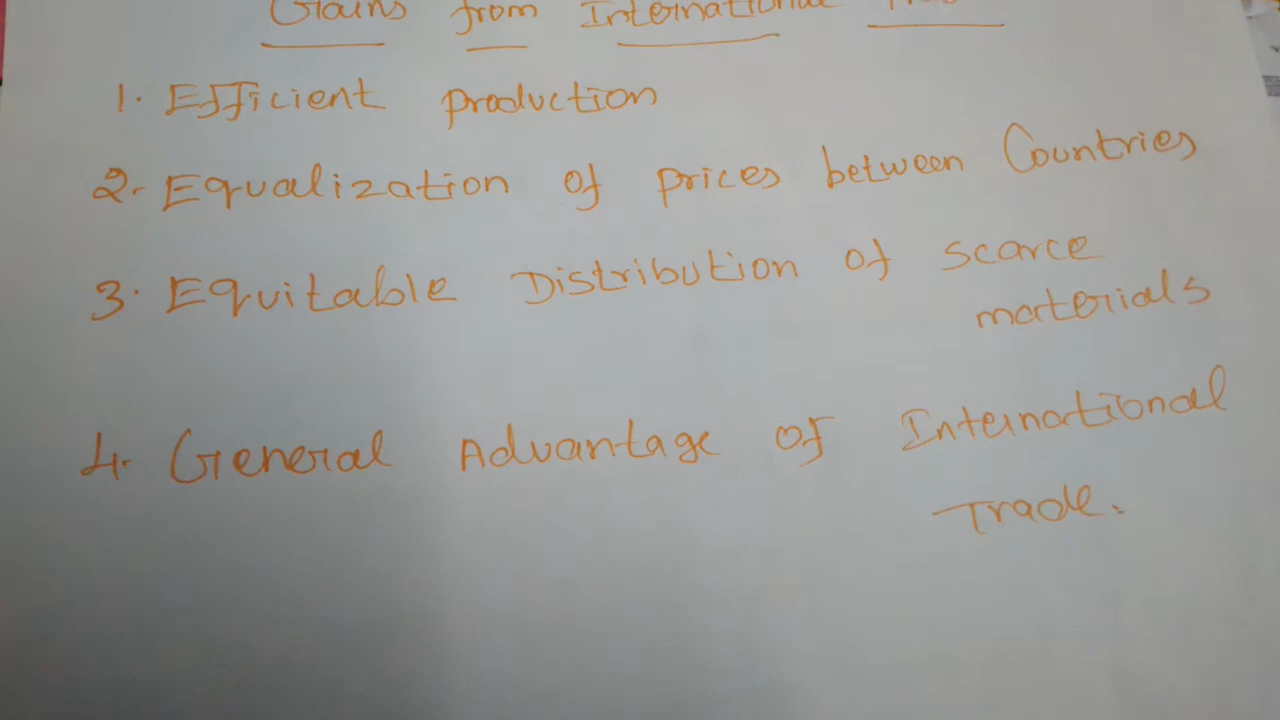 Gains from International
1. Efficient production
2. Equalization of prices between Countries
3. Equitable Distribution of scarce
materials
4. General Advantage of International
Trade.